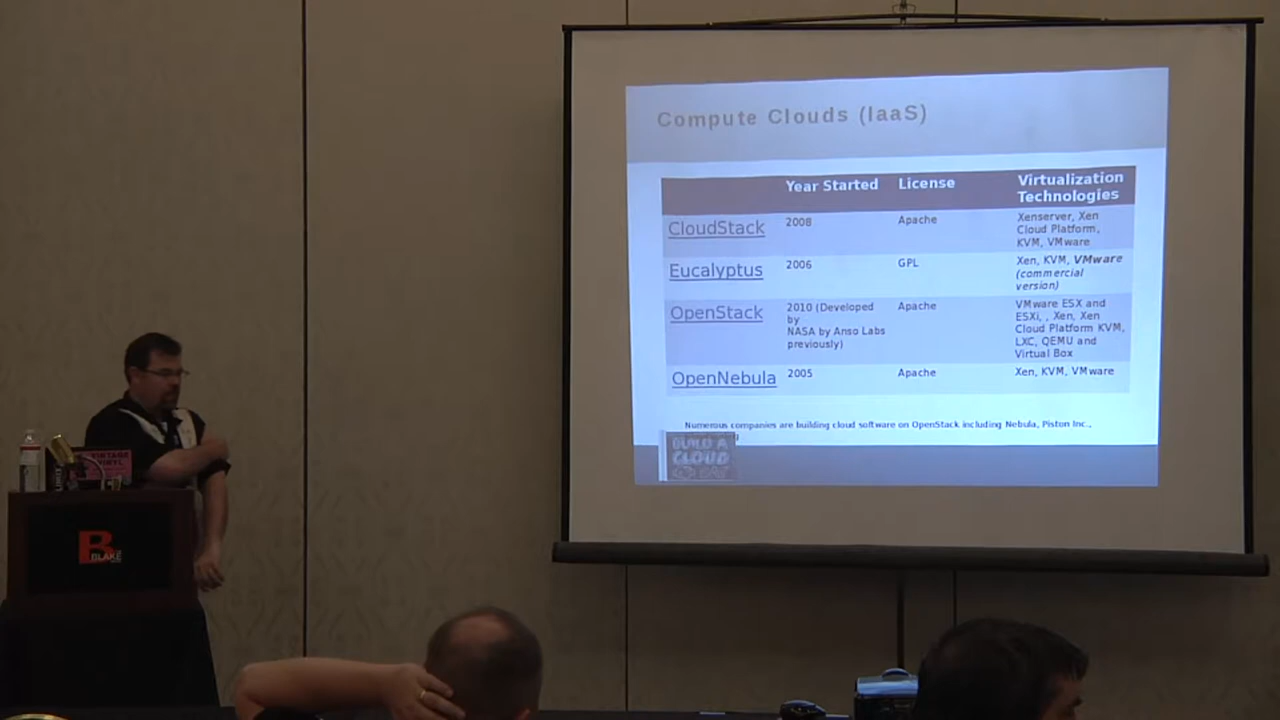 Compute Clouds (IaaS)
Year Started
License
Virtualization
Technologies
CloudStack
2008
Apache
Xenserver, Xen
Cloud Platform,
KVM, VMware
Eucalyptus
2006
GPL
Xen, KVM, VMware
(commercial
version)
OpenStack
2010 (Developed
by
NASA by Anso Labs
previously)
Apache
VMware ESX and
ESXi, , Xen, Xen
Cloud Platform KVM,
LXC, QEMU and
Virtual Box
OpenNebula
2005
Apache
Xen, KVM, VMware
Numerous companies are building cloud software on OpenStack including Nebula, Piston Inc.,
BUILD A
CLOUD
VINTAGE
VINYL
B
BLAKE